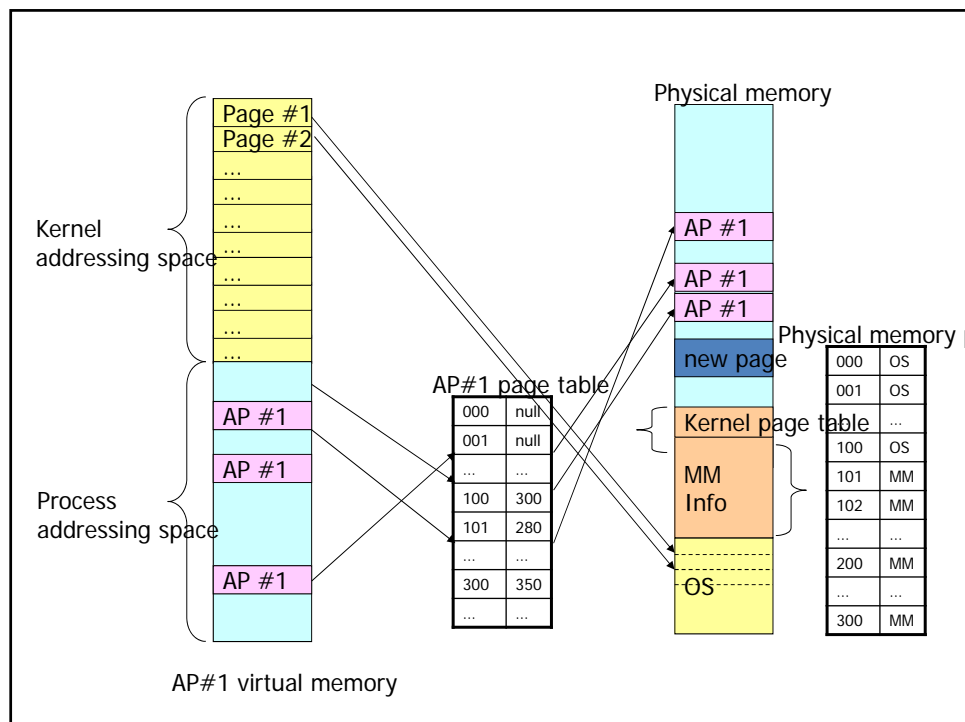 Physical memory
Page #1
Page #2
...
...
...
...
...
...
...
...
Kernel
addressing space
AP #1
AP #1
AP #1
Process
addressing space
AP#1 virtual memory
AP#1 page table
000 null
001 null
... ...
100 300
101 280
... ...
300 350
... ...
AP #1
AP #1
AP #1
new page
Kernel page table
MM
Info
OS
Physical memory p
000 OS
001 OS
... ...
100 OS
101 MM
102 MM
... ...
200 MM
... ...
300 MM